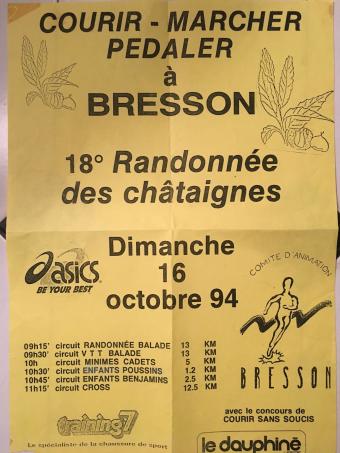 COURIR - MARCHER
PEDALER
à
BRESSON
18° Randonnée
des châtaignes
Dimanche
16
octobre 94
asics
BE YOUR BEST
COMITE D'ANIMATION
BRESSON
09h15' circuit RANDONNÉE BALADE 13 KM
09h30' circuit V T T BALADE 13 KM
10h circuit MINIMES CADETS 5 KM
10h30' circuit ENFANTS POUSSINS 1.2 KM
10h45' circuit ENFANTS BENJAMINS 2.5 KM
11h15' circuit CROSS 12.5 KM
training7
Le spécialiste de la chaussure de sport
avec le concours de
COURIR SANS SOUCIS
le dauphiné